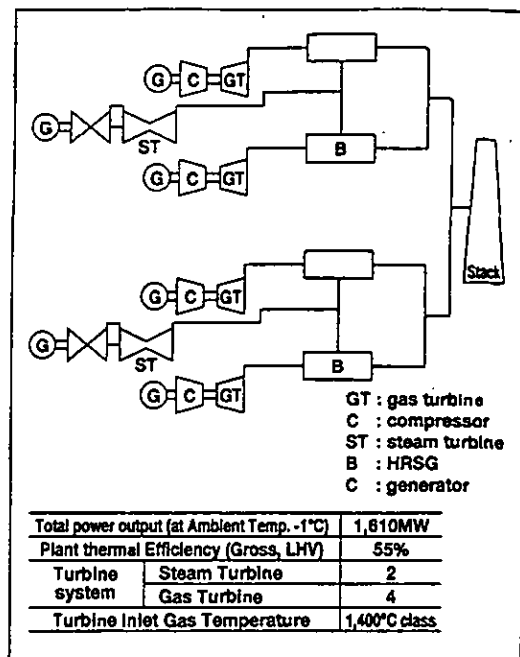 G C GT
G
ST
G C GT
B
Stack
G C GT
G
ST
G C GT
B
GT : gas turbine
C : compressor
ST : steam turbine
B : HRSG
C : generator
Total power output (at Ambient Temp. -1°C) 1,610MW
Plant thermal Efficiency (Gross, LHV) 55%
Turbine system Steam Turbine 2
Gas Turbine 4
Turbine Inlet Gas Temperature 1,400°C class